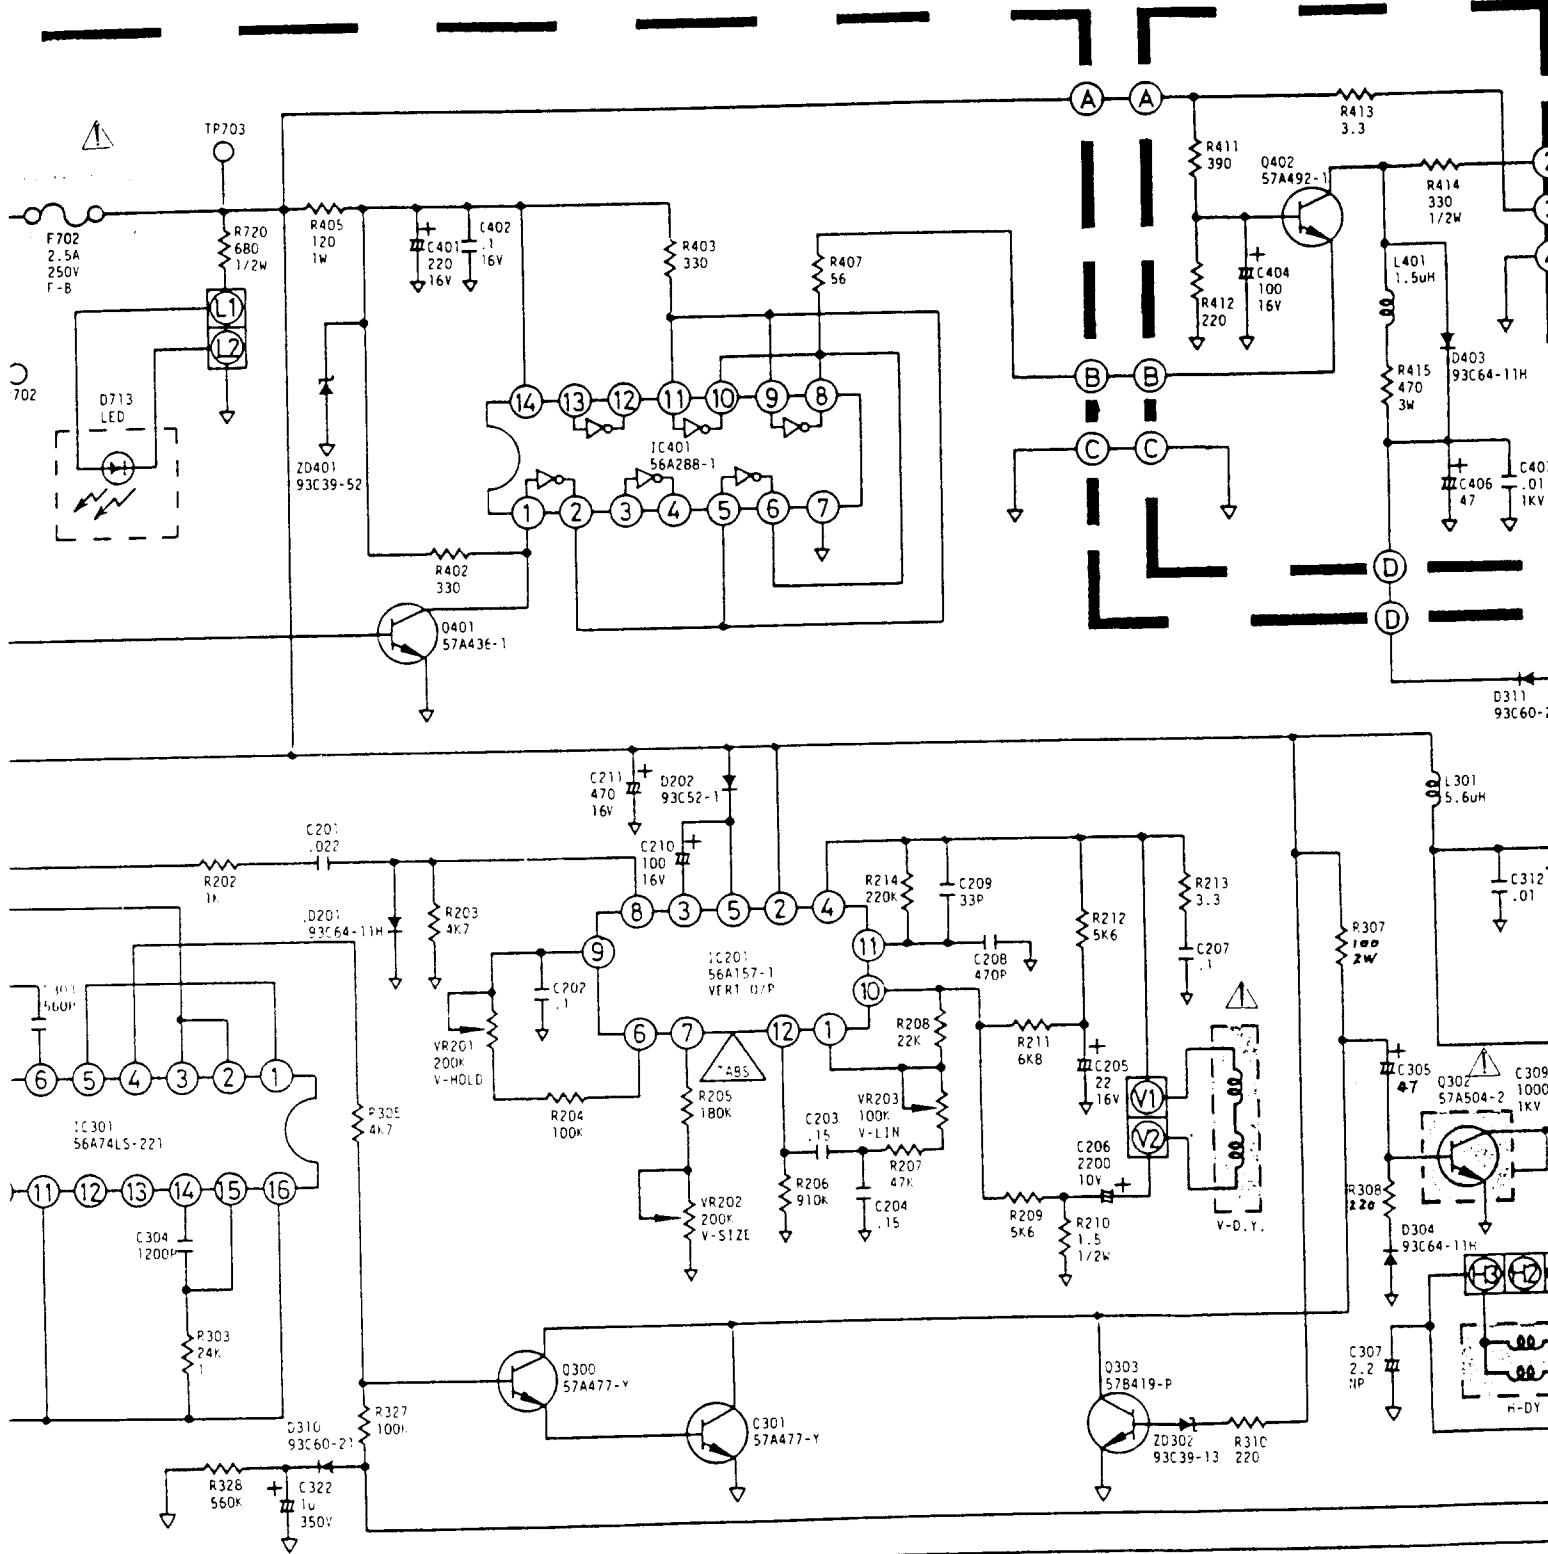 A
A
TP703
R413
3.3
R411
390
Q402
57A492-1
R414
330
1/2W
F702
2.5A
250V
F-B
R720
680
1/2W
R405
120
1W
C401
220
16V
C402
.1
16V
R403
330
R407
56
L401
1.5uH
C404
100
16V
R412
220
L1
L2
702
D713
LED
D403
93C64-11H
R415
470
3W
B
B
14
13
12
11
10
9
8
IC401
56A288-1
C
C
ZD401
93C39-52
C406
47
.01
1KV
1
2
3
4
5
6
7
R402
330
D
D
Q401
57A436-1
D311
C211
470
16V
D202
93C52-1
L301
5.6uH
C201
.022
C210
100
16V
R202
1K
R214
220K
C209
33P
R213
3.3
C312
.01
D201
93C64-11H
R203
4K7
8
3
5
2
4
R212
5K6
R307
100
2W
9
IC201
56A157-1
VERT O/P
11
C208
470P
C207
.1
560P
C202
.1
10
6
7
12
1
R208
22K
R211
6K8
VR201
200K
V-HOLD
TABS
C205
22
16V
C305
47
Q302
57A504-2
C309
1000
1KV
6
5
4
3
2
1
R204
100K
R205
180K
VR203
100K
V-LIN
V1
V2
IC301
56A74LS-221
R305
4K7
C203
.15
C206
2200
10V
R207
47K
R206
910K
C204
.15
11
12
13
14
15
16
VR202
200K
V-SIZE
R209
5K6
R210
1.5
1/2W
V-D.Y.
R308
220
D304
93C64-11H
C304
1200P
H3
H2
R303
24K
1
Q300
57A477-Y
Q303
57B419-P
C307
2.2
NP
H-DY
R327
100K
57A477-Y
D310
93C60-21
ZD302
93C39-13
R310
220
R328
560K
C322
1u
350V